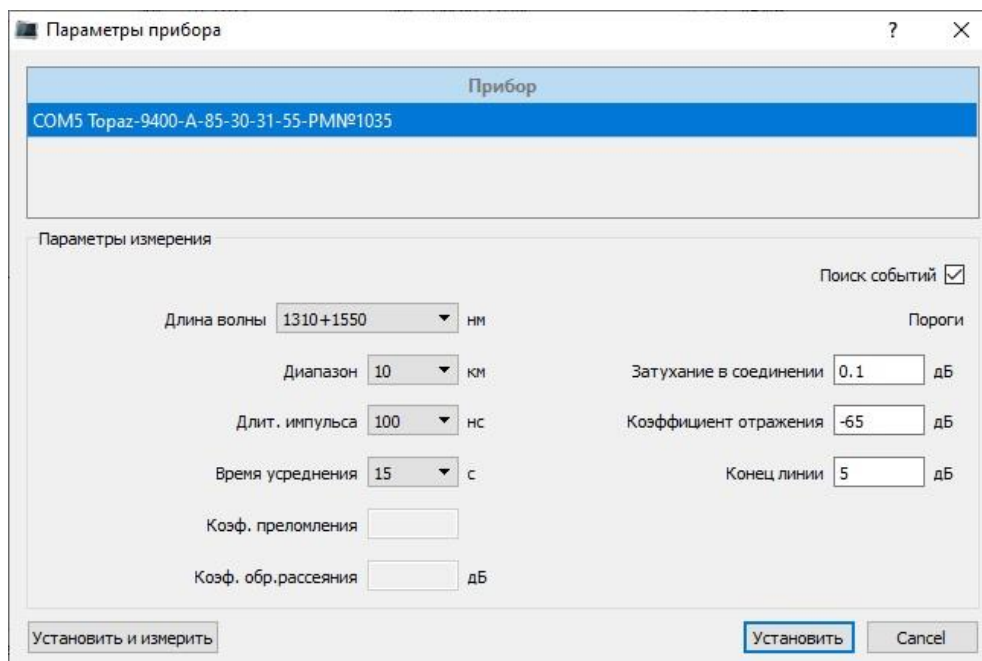 Параметры прибора
Прибор
COM5 Topaz-9400-A-85-30-31-55-PM№1035
Параметры измерения
Поиск событий
Длина волны 1310+1550 нм
Пороги
Диапазон 10 км
Затухание в соединении 0.1 дБ
Длит. импульса 100 нс
Коэффициент отражения -65 дБ
Время усреднения 15 с
Конец линии 5 дБ
Коэф. преломления
Коэф. обр.рассеяния дБ
Установить и измерить
Установить
Cancel